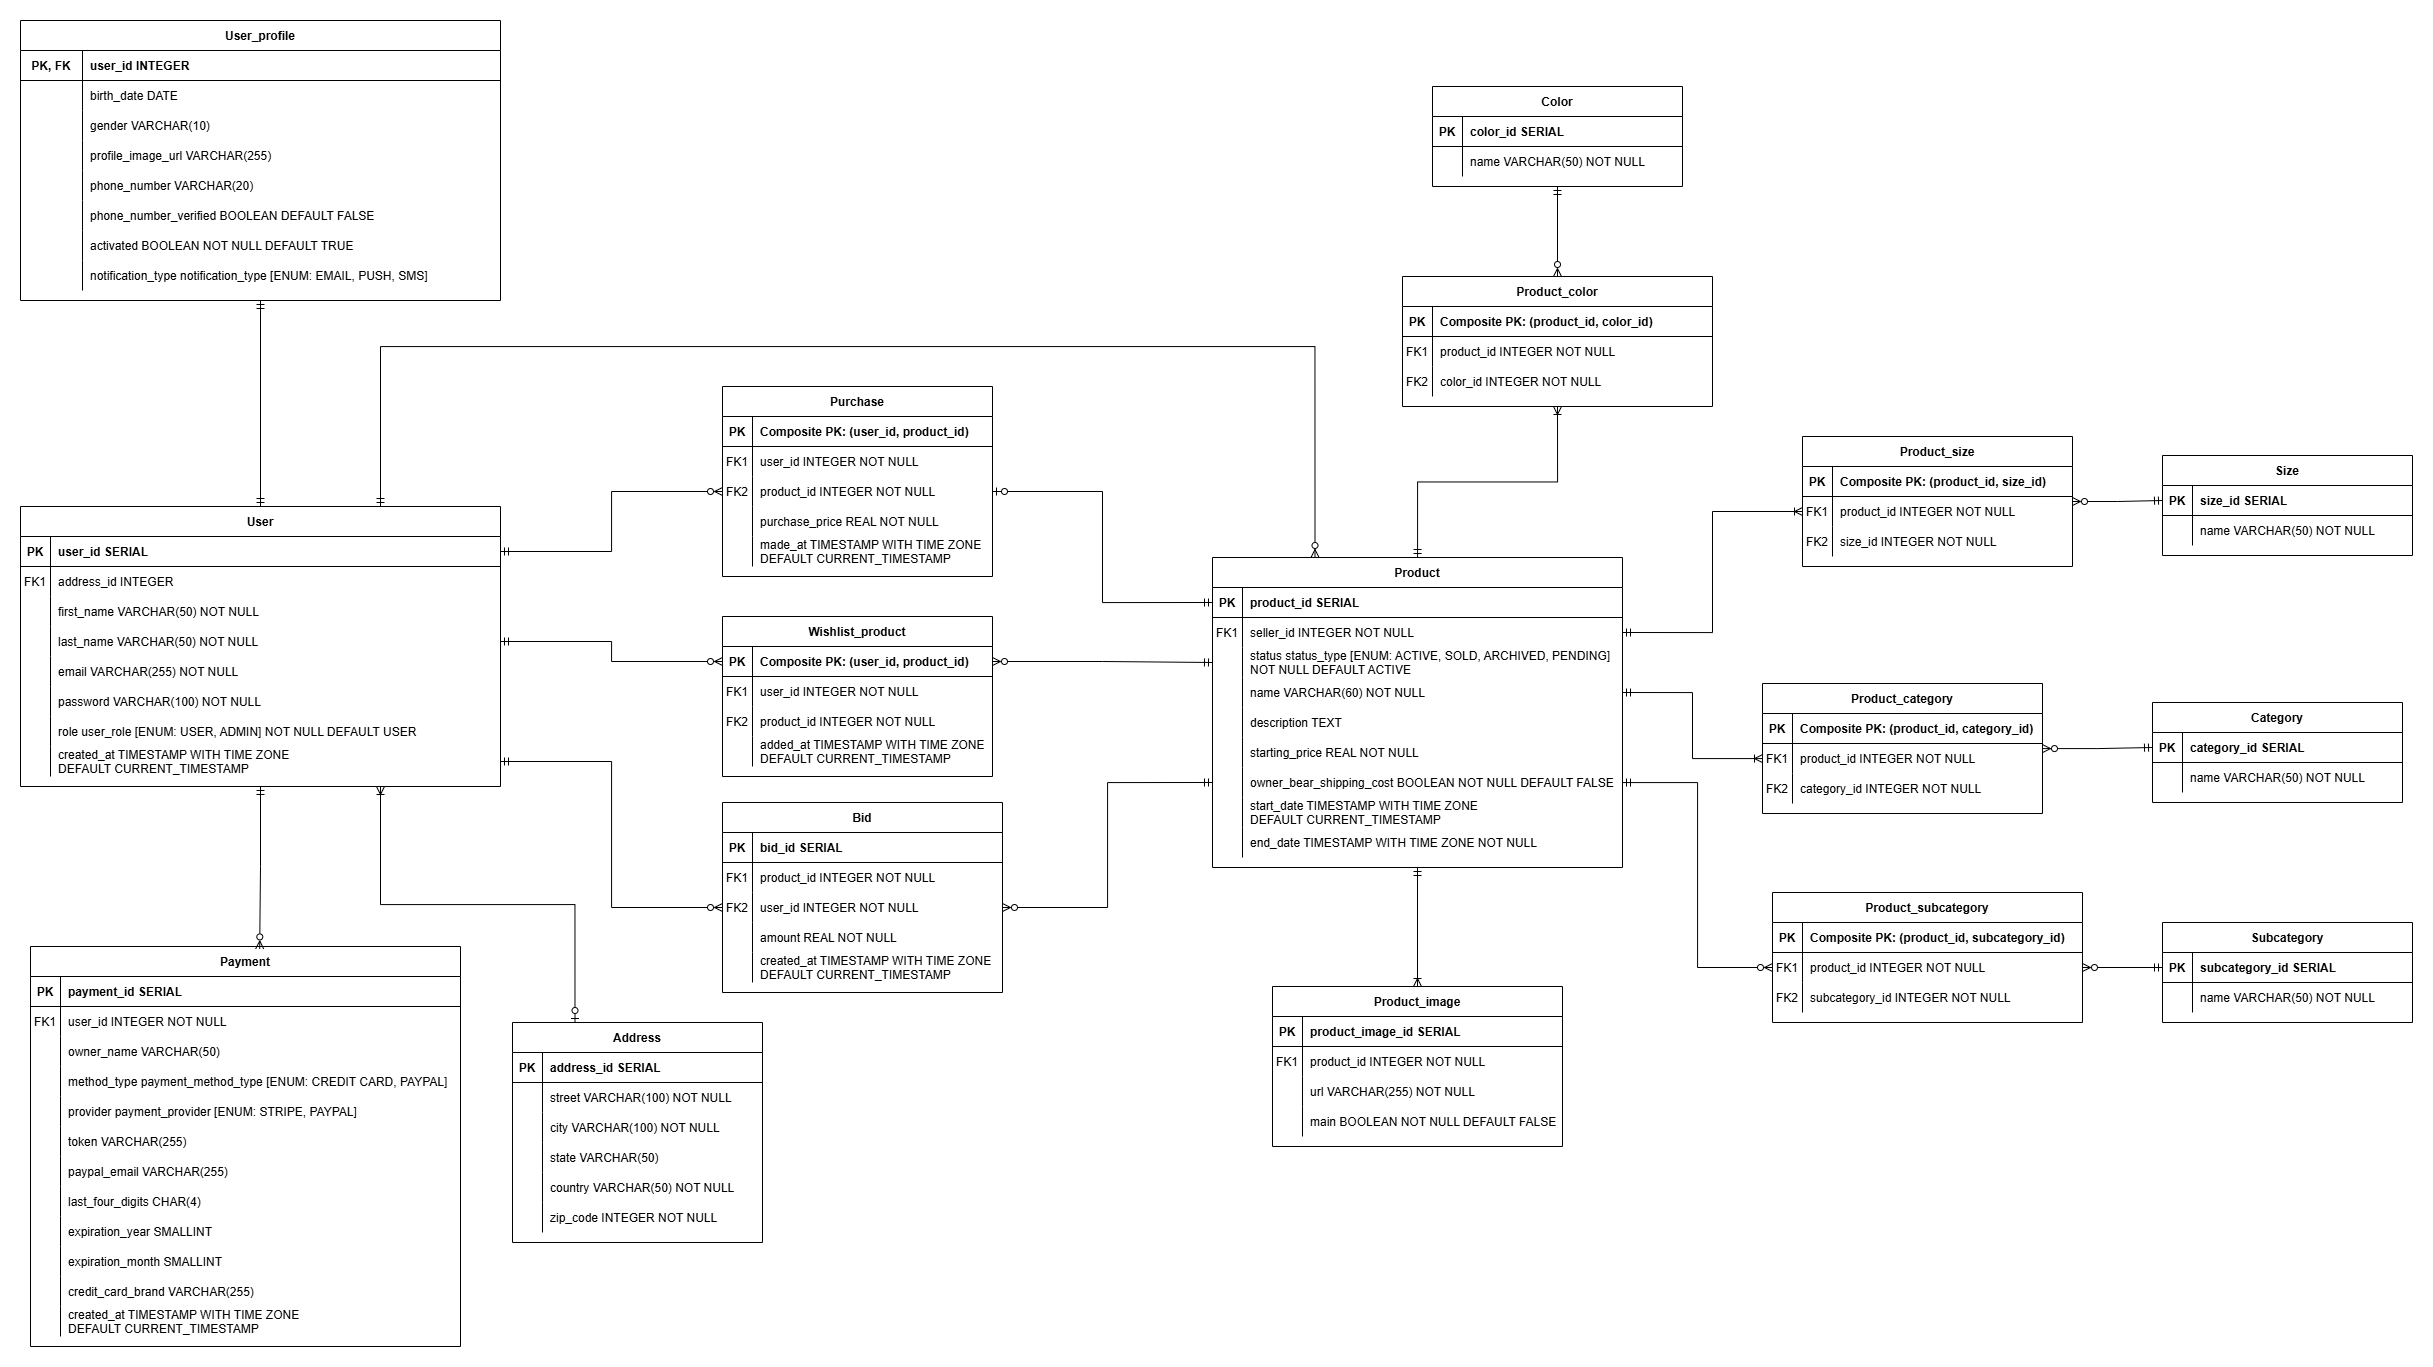 User_profile
PK, FK
user_id INTEGER
birth_date DATE
gender VARCHAR(10)
profile_image_url VARCHAR(255)
phone_number VARCHAR(20)
phone_number_verified BOOLEAN DEFAULT FALSE
activated BOOLEAN NOT NULL DEFAULT TRUE
notification_type notification_type [ENUM: EMAIL, PUSH, SMS]
Color
PK color_id SERIAL
name VARCHAR(50) NOT NULL
Product_color
PK Composite PK: (product_id, color_id)
FK1 product_id INTEGER NOT NULL
FK2 color_id INTEGER NOT NULL
Purchase
PK Composite PK: (user_id, product_id)
FK1 user_id INTEGER NOT NULL
FK2 product_id INTEGER NOT NULL
purchase_price REAL NOT NULL
made_at TIMESTAMP WITH TIME ZONE
DEFAULT CURRENT_TIMESTAMP
Product_size
PK Composite PK: (product_id, size_id)
FK1 product_id INTEGER NOT NULL
FK2 size_id INTEGER NOT NULL
Size
PK size_id SERIAL
name VARCHAR(50) NOT NULL
User
PK user_id SERIAL
FK1 address_id INTEGER
first_name VARCHAR(50) NOT NULL
last_name VARCHAR(50) NOT NULL
email VARCHAR(255) NOT NULL
password VARCHAR(100) NOT NULL
role user_role [ENUM: USER, ADMIN] NOT NULL DEFAULT USER
created_at TIMESTAMP WITH TIME ZONE
DEFAULT CURRENT_TIMESTAMP
Wishlist_product
PK Composite PK: (user_id, product_id)
FK1 user_id INTEGER NOT NULL
FK2 product_id INTEGER NOT NULL
added_at TIMESTAMP WITH TIME ZONE
DEFAULT CURRENT_TIMESTAMP
Product
PK product_id SERIAL
FK1 seller_id INTEGER NOT NULL
status status_type [ENUM: ACTIVE, SOLD, ARCHIVED, PENDING]
NOT NULL DEFAULT ACTIVE
name VARCHAR(60) NOT NULL
description TEXT
starting_price REAL NOT NULL
owner_bear_shipping_cost BOOLEAN NOT NULL DEFAULT FALSE
start_date TIMESTAMP WITH TIME ZONE
DEFAULT CURRENT_TIMESTAMP
end_date TIMESTAMP WITH TIME ZONE NOT NULL
Product_category
PK Composite PK: (product_id, category_id)
FK1 product_id INTEGER NOT NULL
FK2 category_id INTEGER NOT NULL
Category
PK category_id SERIAL
name VARCHAR(50) NOT NULL
Bid
PK bid_id SERIAL
FK1 product_id INTEGER NOT NULL
FK2 user_id INTEGER NOT NULL
amount REAL NOT NULL
created_at TIMESTAMP WITH TIME ZONE
DEFAULT CURRENT_TIMESTAMP
Product_subcategory
PK Composite PK: (product_id, subcategory_id)
FK1 product_id INTEGER NOT NULL
FK2 subcategory_id INTEGER NOT NULL
Subcategory
PK subcategory_id SERIAL
name VARCHAR(50) NOT NULL
Payment
PK payment_id SERIAL
FK1 user_id INTEGER NOT NULL
owner_name VARCHAR(50)
method_type payment_method_type [ENUM: CREDIT CARD, PAYPAL]
provider payment_provider [ENUM: STRIPE, PAYPAL]
token VARCHAR(255)
paypal_email VARCHAR(255)
last_four_digits CHAR(4)
expiration_year SMALLINT
expiration_month SMALLINT
credit_card_brand VARCHAR(255)
created_at TIMESTAMP WITH TIME ZONE
DEFAULT CURRENT_TIMESTAMP
Address
PK address_id SERIAL
street VARCHAR(100) NOT NULL
city VARCHAR(100) NOT NULL
state VARCHAR(50)
country VARCHAR(50) NOT NULL
zip_code INTEGER NOT NULL
Product_image
PK product_image_id SERIAL
FK1 product_id INTEGER NOT NULL
url VARCHAR(255) NOT NULL
main BOOLEAN NOT NULL DEFAULT FALSE